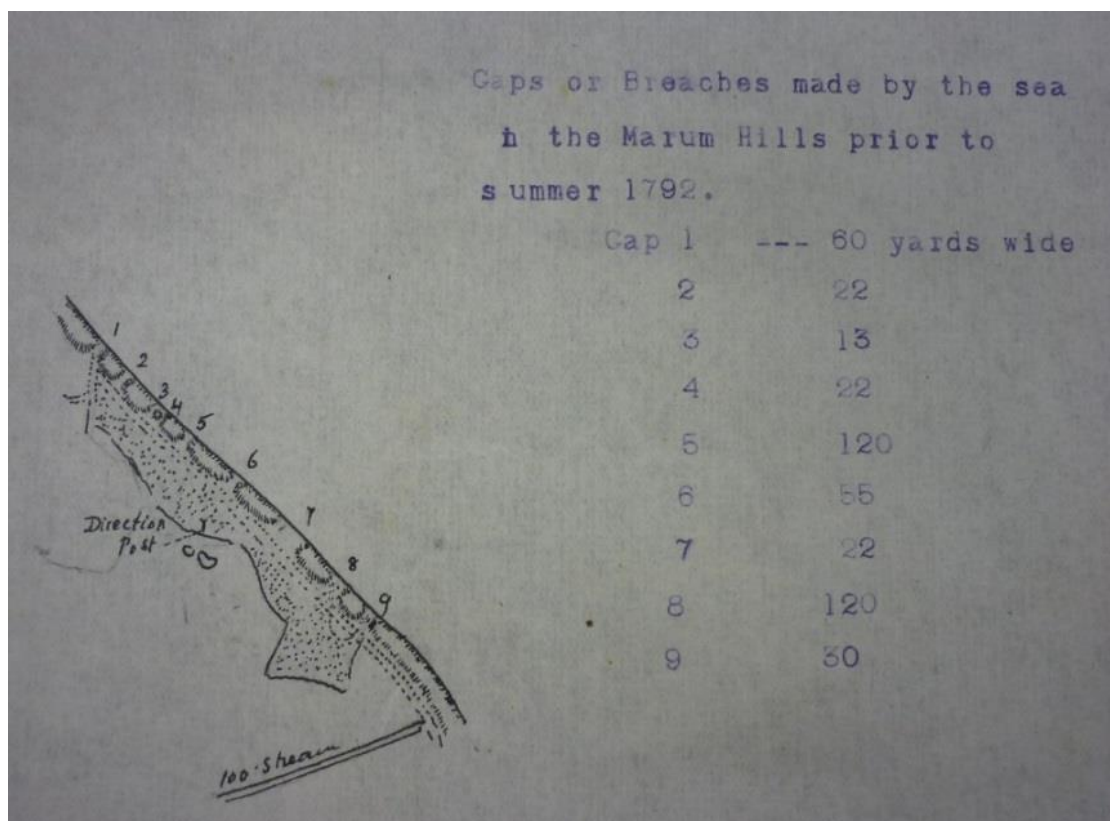 Gaps or Breaches made by the sea
in the Marum Hills prior to
summer 1792.
Gap 1 --- 60 yards wide
2 22
3 13
4 22
5 120
6 55
7 22
8 120
9 30
1
2
3
4
5
6
7
8
9
Direction
Post
100-Stream